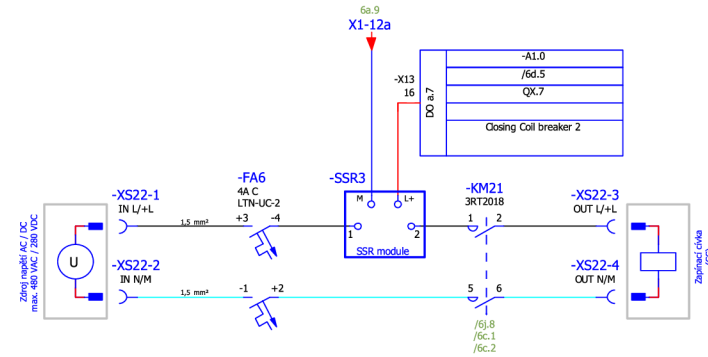 6a.9
X1-12a
-A1.0
/6d.5
QX.7
Closing Coil breaker 2
-X13
16
DO a.7
-XS22-1
IN L/+L
1,5 mm²
-FA6
4A C
LTN-UC-2
+3 -4
-SSR3
M L+
1 2
SSR module
-KM21
3RT2018
1 2
-XS22-3
OUT L/+L
Zdroj napětí AC / DC
max. 480 VAC / 280 VDC
U
-XS22-2
IN N/M
1,5 mm²
-1 +2
5 6
-XS22-4
OUT N/M
Zapínací cívka
/6j.8
/6c.1
/6c.2